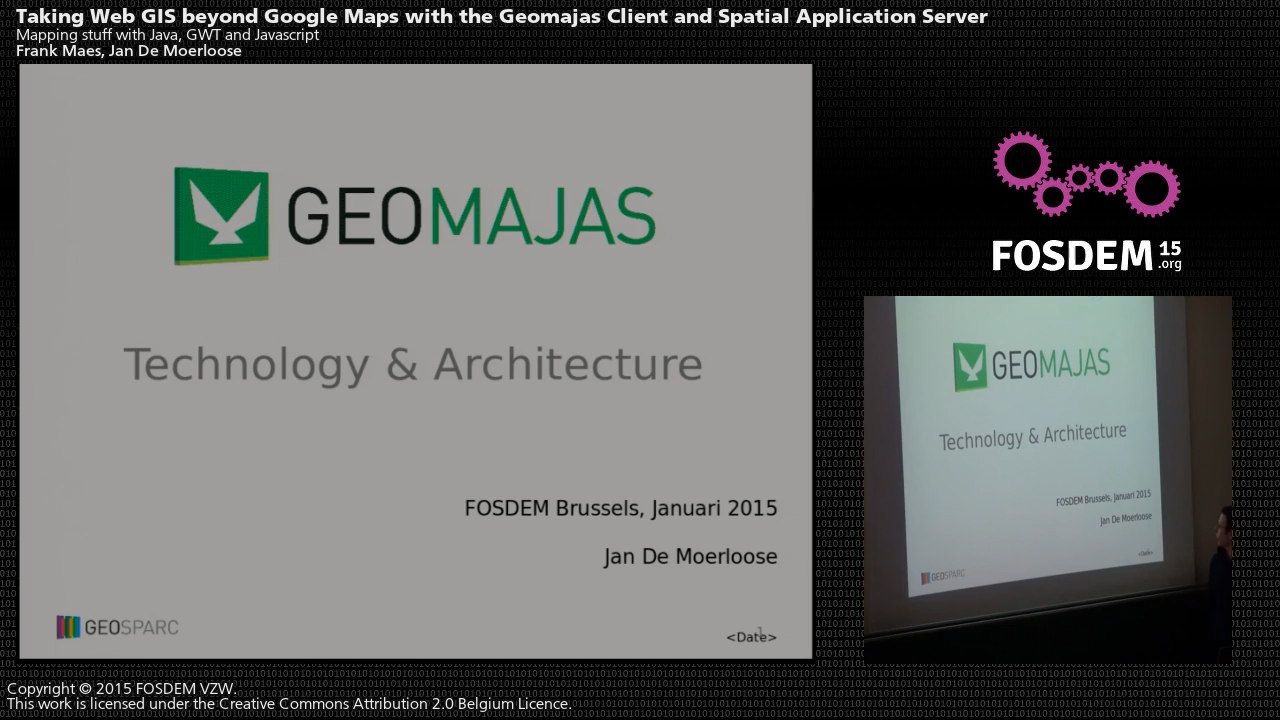 Taking Web GIS beyond Google Maps with the Geomajas Client and Spatial Application Server
Mapping stuff with Java, GWT and Javascript
Frank Maes, Jan De Moerloose
GEOMAJAS
Technology & Architecture
FOSDEM Brussels, Januari 2015
Jan De Moerloose
GEOSPARC
<Date>
FOSDEM 15
.org
GEOMAJAS
Technology & Architecture
FOSDEM Brussels, Januari 2015
Jan De Moerloose
<Date>
GEOSPARC
Copyright © 2015 FOSDEM VZW.
This work is licensed under the Creative Commons Attribution 2.0 Belgium Licence.